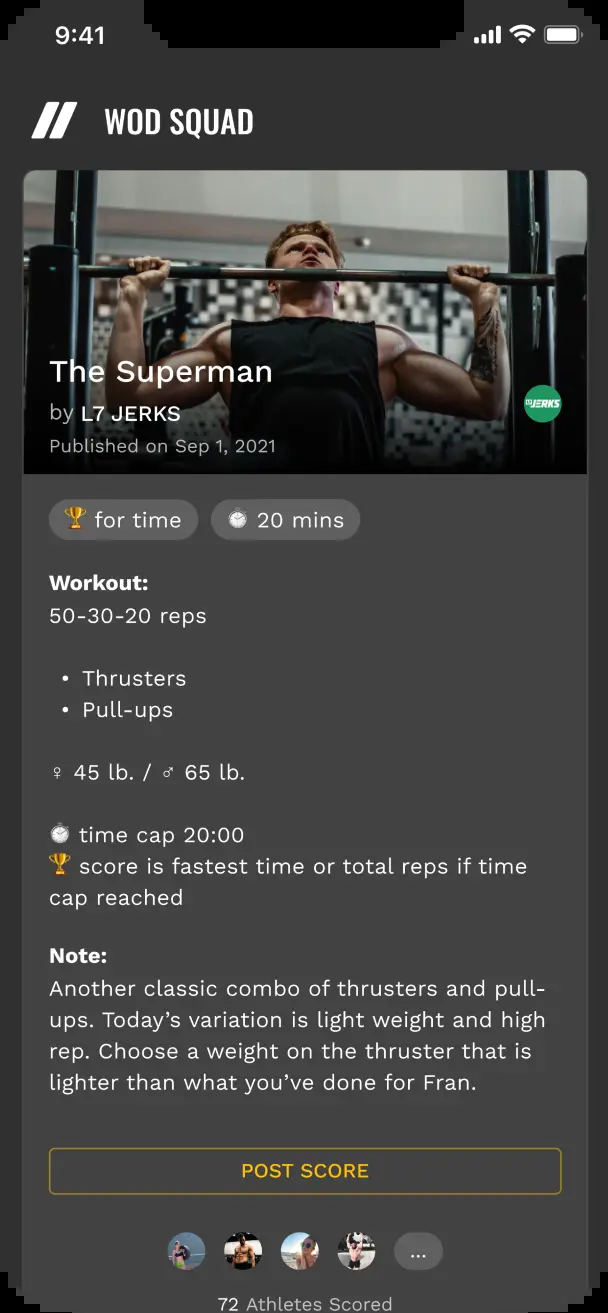 9:41
WOD SQUAD
The Superman
by L7 JERKS
JERKS
Published on Sep 1, 2021
🏆 for time ⏱ 20 mins
Workout:
50-30-20 reps
• Thrusters
• Pull-ups
♀ 45 lb. / ♂ 65 lb.
⏱ time cap 20:00
🏆 score is fastest time or total reps if time
cap reached
Note:
Another classic combo of thrusters and pull-
ups. Today’s variation is light weight and high
rep. Choose a weight on the thruster that is
lighter than what you’ve done for Fran.
POST SCORE
...
72 Athletes Scored